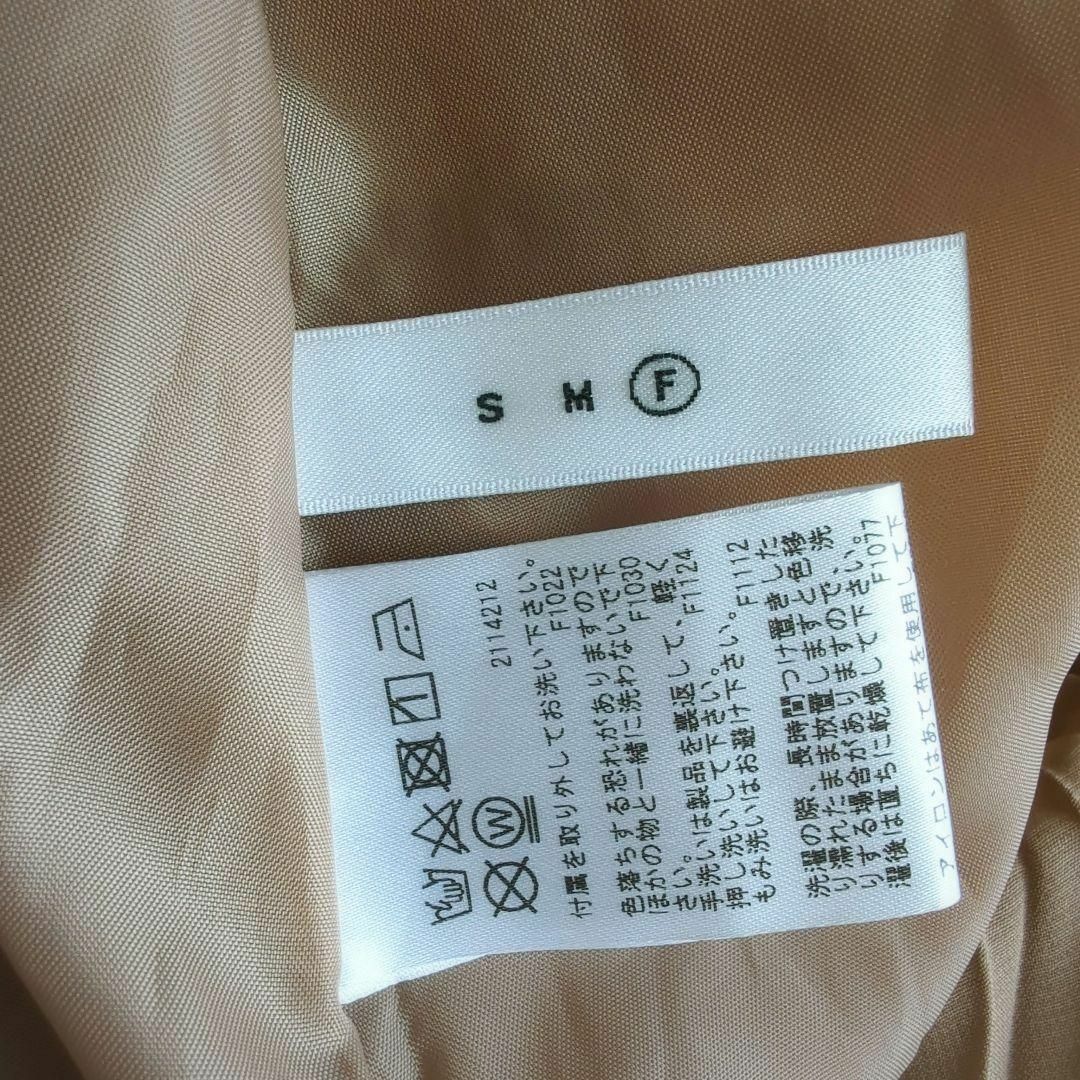 S M F
2114212
付属を取り外してお洗い下さい。
F1022
色落ちする恐れがありますので
ほかの物と一緒に洗わないで下
さい。 F1030
手洗いは製品を裏返して、軽く
押し洗いして下さい。 F1124
もみ洗いはお避け下さい。F1112
洗濯の際、長時間つけ置きした
り濡れたまま放置しますと色移
りする場合がありますので、洗
濯後は直ちに乾燥して下さい。
F1077
アイロンはあて布を使用して下
W